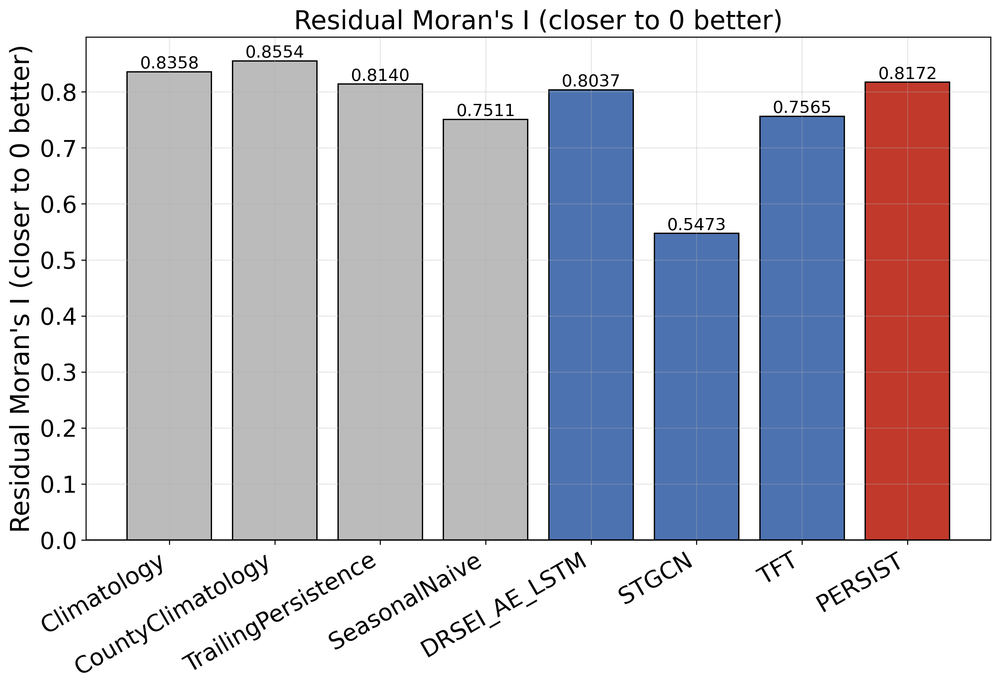 Residual Moran's I (closer to 0 better)
Residual Moran's I (closer to 0 better)
0.8
0.7
0.6
0.5
0.4
0.3
0.2
0.1
0.0
0.8358
0.8554
0.8140
0.7511
0.8037
0.5473
0.7565
0.8172
Climatology
CountyClimatology
TrailingPersistence
SeasonalNaive
DRSEI_AE_LSTM
STGCN
TFT
PERSIST